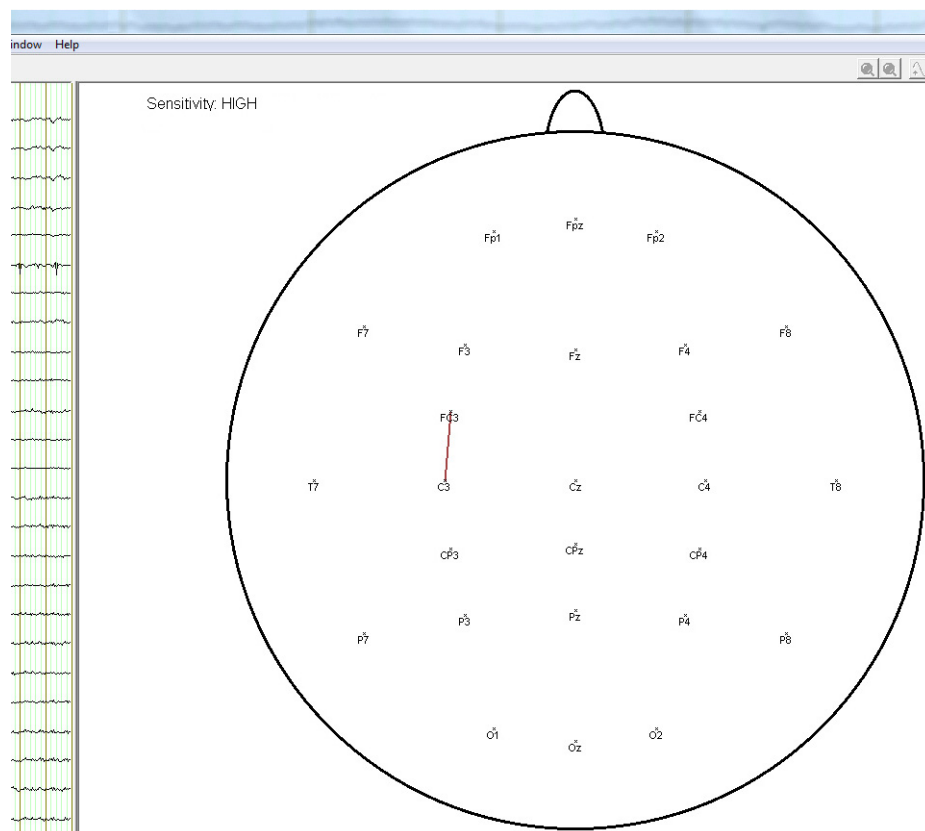 indow Help
Sensitivity: HIGH
Fp1 Fpz Fp2
F7 F3 Fz F4 F8
FC3 FC4
T7 C3 Cz C4 T8
CP3 CPz CP4
P7 P3 Pz P4 P8
O1 Oz O2